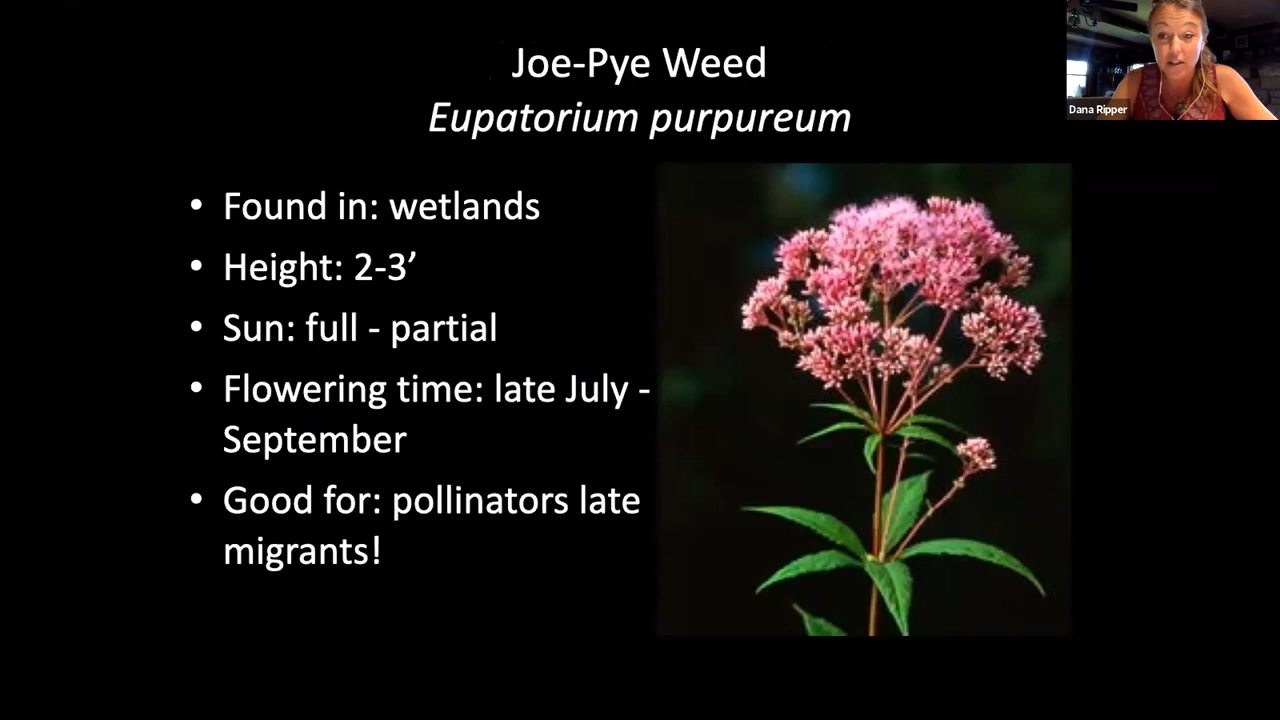 Joe-Pye Weed
Eupatorium purpureum
Dana Ripper
• Found in: wetlands
• Height: 2-3’
• Sun: full - partial
• Flowering time: late July -
September
• Good for: pollinators late
migrants!